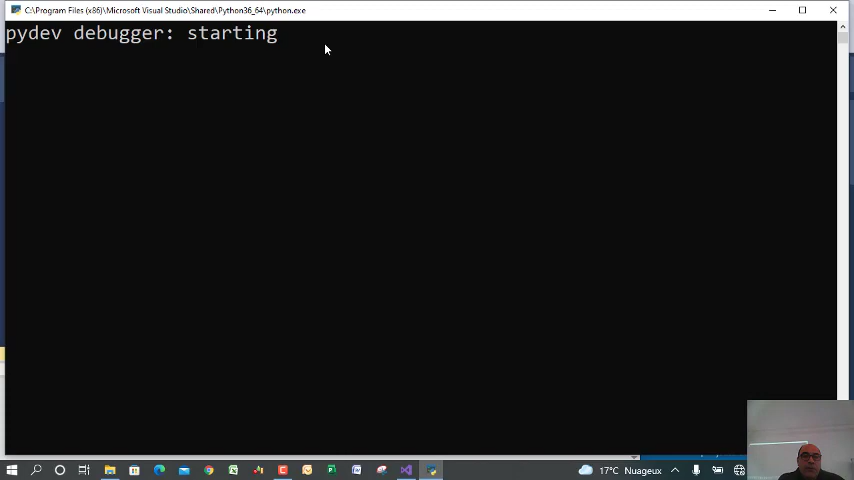 C:\Program Files (x86)\Microsoft Visual Studio\Shared\Python36_64\python.exe
pydev debugger: starting
17°C Nuageux